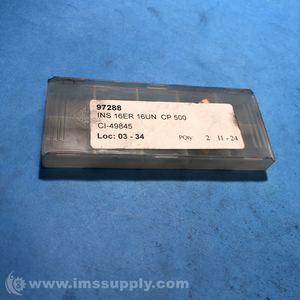 97288
INS 16ER 16UN CP 500
CI-49845
Loc: 03 - 34 PQty: 2 11 - 24
www.imssupply.com